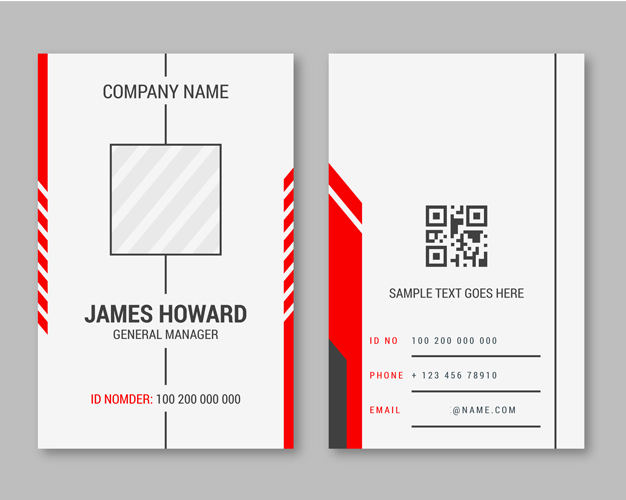 COMPANY NAME
JAMES HOWARD
GENERAL MANAGER
ID NOMDER: 100 200 000 000
SAMPLE TEXT GOES HERE
ID NO 100 200 000 000
PHONE + 123 456 78910
EMAIL @NAME.COM